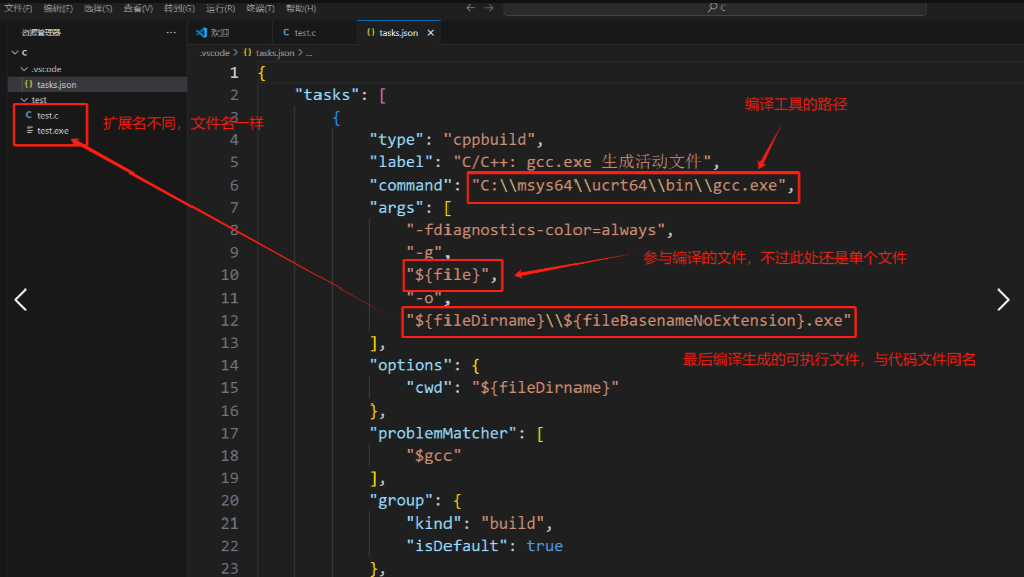 文件(F) 编辑(E) 选择(S) 查看(V) 转到(G) 运行(R) 终端(T) 帮助(H)
C
资源管理器 ...
欢迎 C test.c {} tasks.json
.vscode > {} tasks.json > ...
C
.vscode
{} tasks.json
test
C test.c
test.exe
扩展名不同，文件名一样
编译工具的路径
1 {
2 "tasks": [
3 {
4 "type": "cppbuild",
5 "label": "C/C++: gcc.exe 生成活动文件",
6 "command": "C:\\msys64\\ucrt64\\bin\\gcc.exe",
7 "args": [
8 "-fdiagnostics-color=always",
9 "-g",
10 "${file}",
参与编译的文件，不过此处还是单个文件
11 "-o",
12 "${fileDirname}\\${fileBasenameNoExtension}.exe"
13 ],
最后编译生成的可执行文件，与代码文件同名
14 "options": {
15 "cwd": "${fileDirname}"
16 },
17 "problemMatcher": [
18 "$gcc"
19 ],
20 "group": {
21 "kind": "build",
22 "isDefault": true
23 },